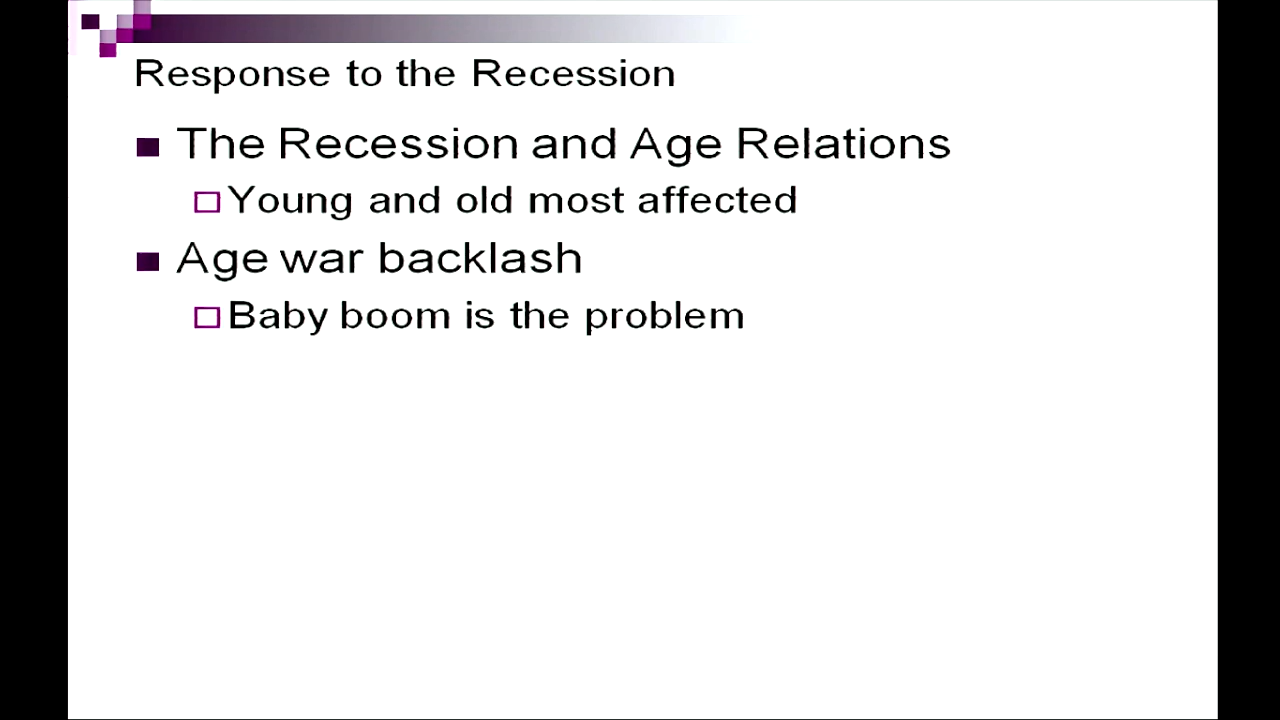 Response to the Recession
The Recession and Age Relations
Young and old most affected
Age war backlash
Baby boom is the problem